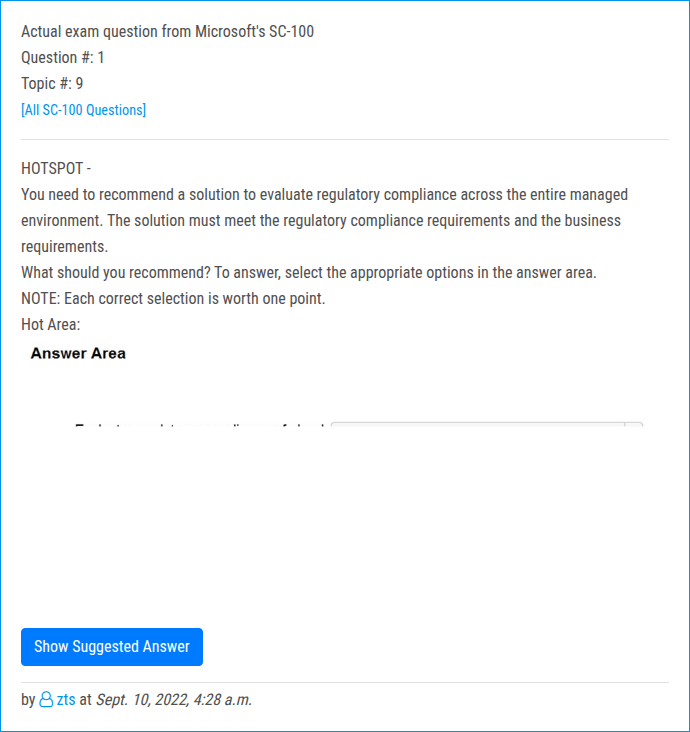 Actual exam question from Microsoft's SC-100
Question #: 1
Topic #: 9
[All SC-100 Questions]
HOTSPOT -
You need to recommend a solution to evaluate regulatory compliance across the entire managed
environment. The solution must meet the regulatory compliance requirements and the business
requirements.
What should you recommend? To answer, select the appropriate options in the answer area.
NOTE: Each correct selection is worth one point.
Hot Area:
Answer Area
Show Suggested Answer
by zts at Sept. 10, 2022, 4:28 a.m.